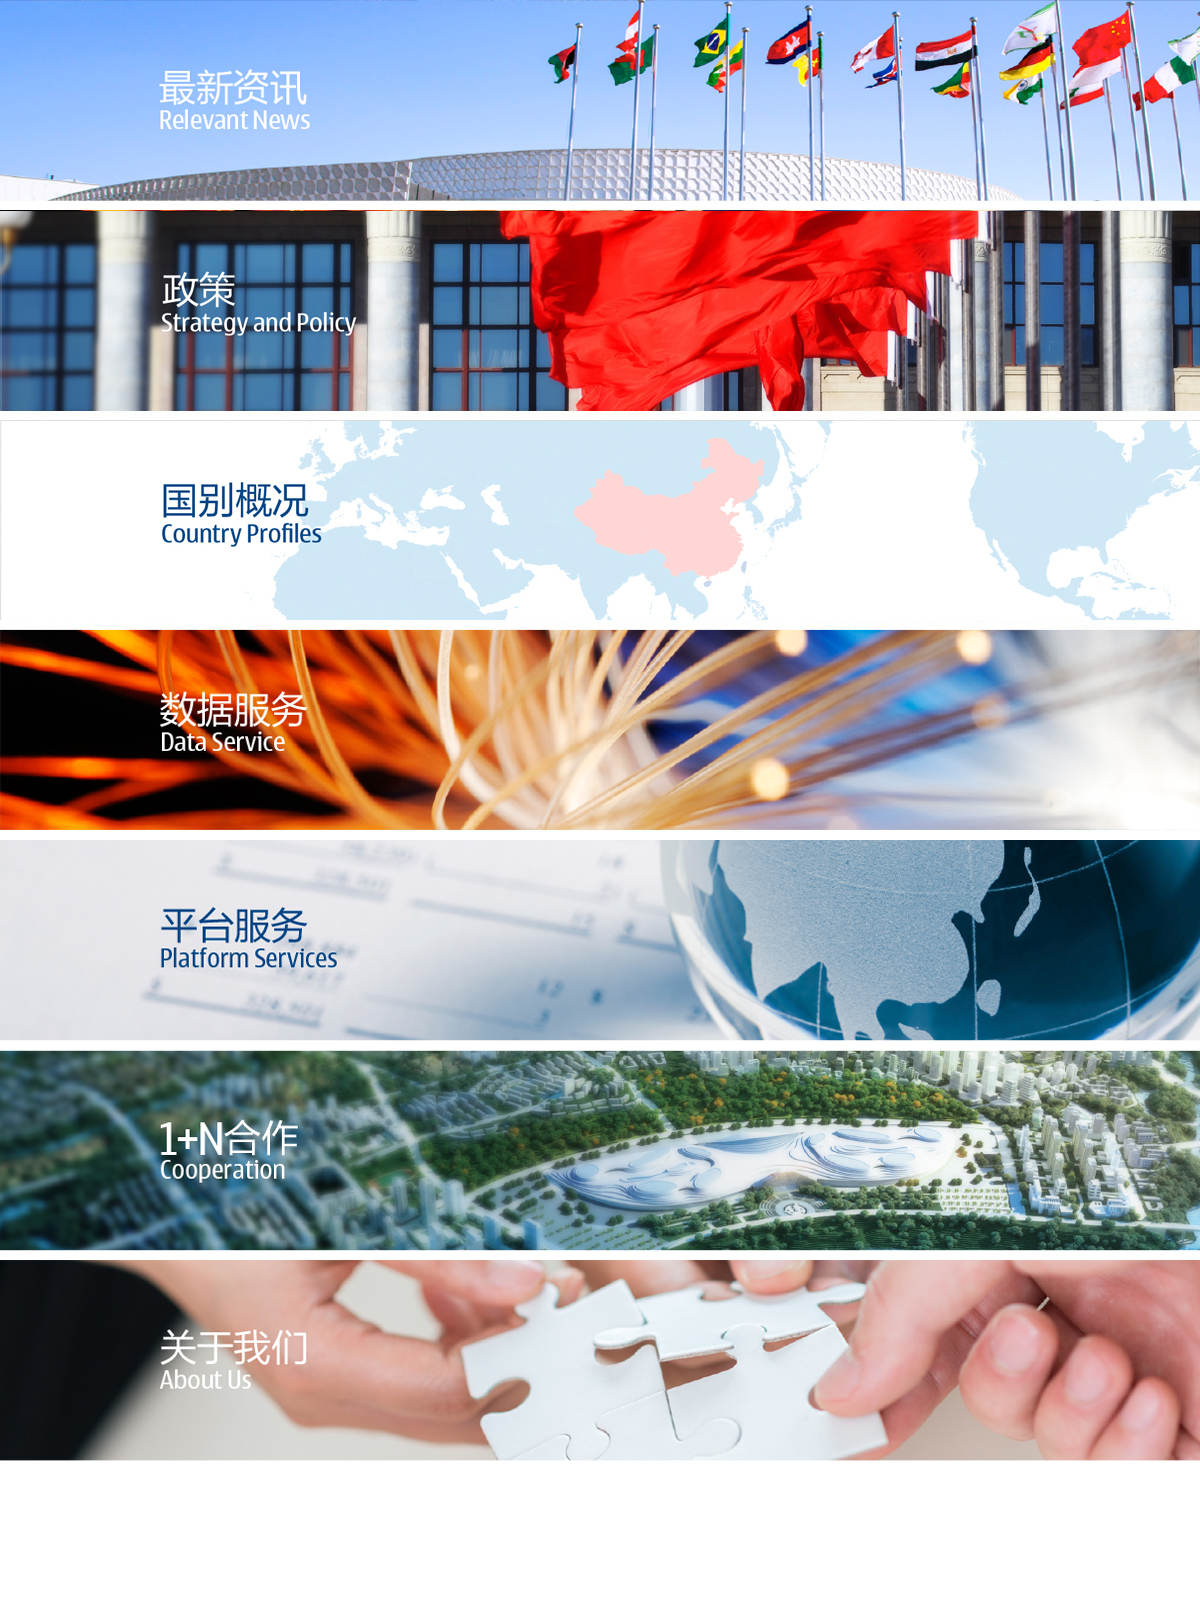 最新资讯
Relevant News
政策
Strategy and Policy
国别概况
Country Profiles
数据服务
Data Service
平台服务
Platform Services
1+N合作
Cooperation
关于我们
About Us